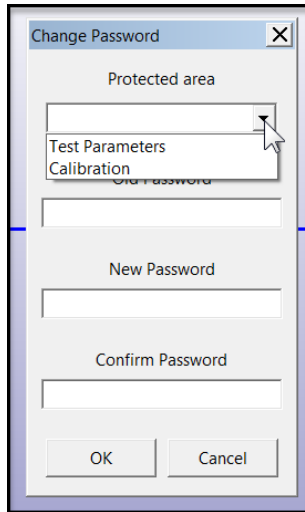 Change Password
Protected area
Test Parameters
Calibration
Old Password
New Password
Confirm Password
OK
Cancel